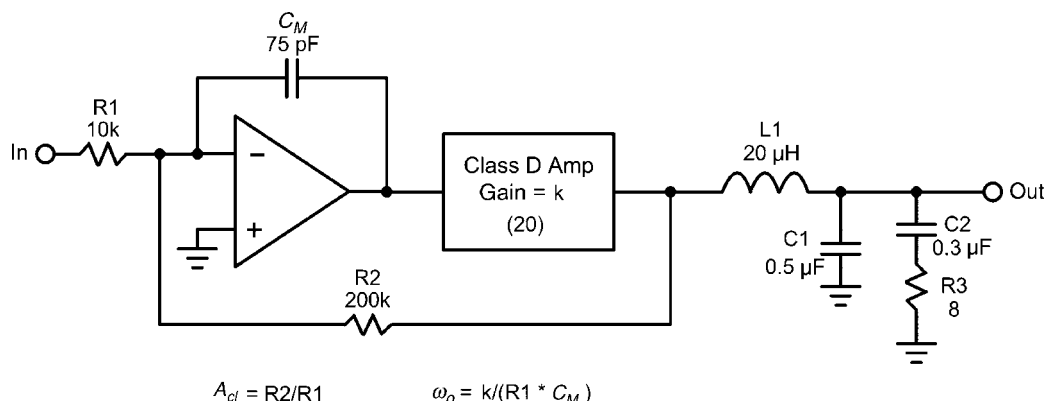 C_M
75 pF
R1
10k
In
−
+
Class D Amp
Gain = k
(20)
R2
200k
L1
20 µH
Out
C1
0.5 µF
C2
0.3 µF
R3
8
A_cl = R2/R1
ω_o = k/(R1 * C_M)